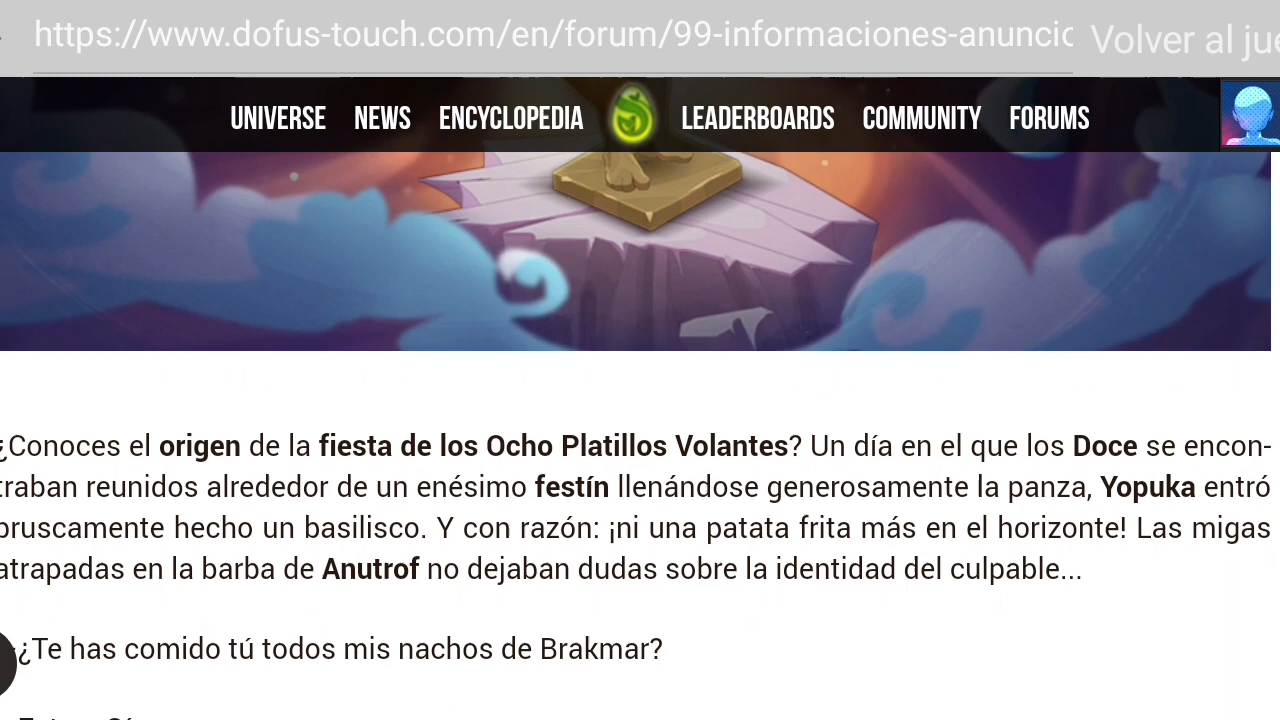 https://www.dofus-touch.com/en/forum/99-informaciones-anuncio
Volver al jue
UNIVERSE NEWS ENCYCLOPEDIA LEADERBOARDS COMMUNITY FORUMS
¿Conoces el origen de la fiesta de los Ocho Platillos Volantes? Un día en el que los Doce se encon-
traban reunidos alrededor de un enésimo festín llenándose generosamente la panza, Yopuka entró
bruscamente hecho un basilisco. Y con razón: ¡ni una patata frita más en el horizonte! Las migas
atrapadas en la barba de Anutrof no dejaban dudas sobre la identidad del culpable...
-¿Te has comido tú todos mis nachos de Brakmar?